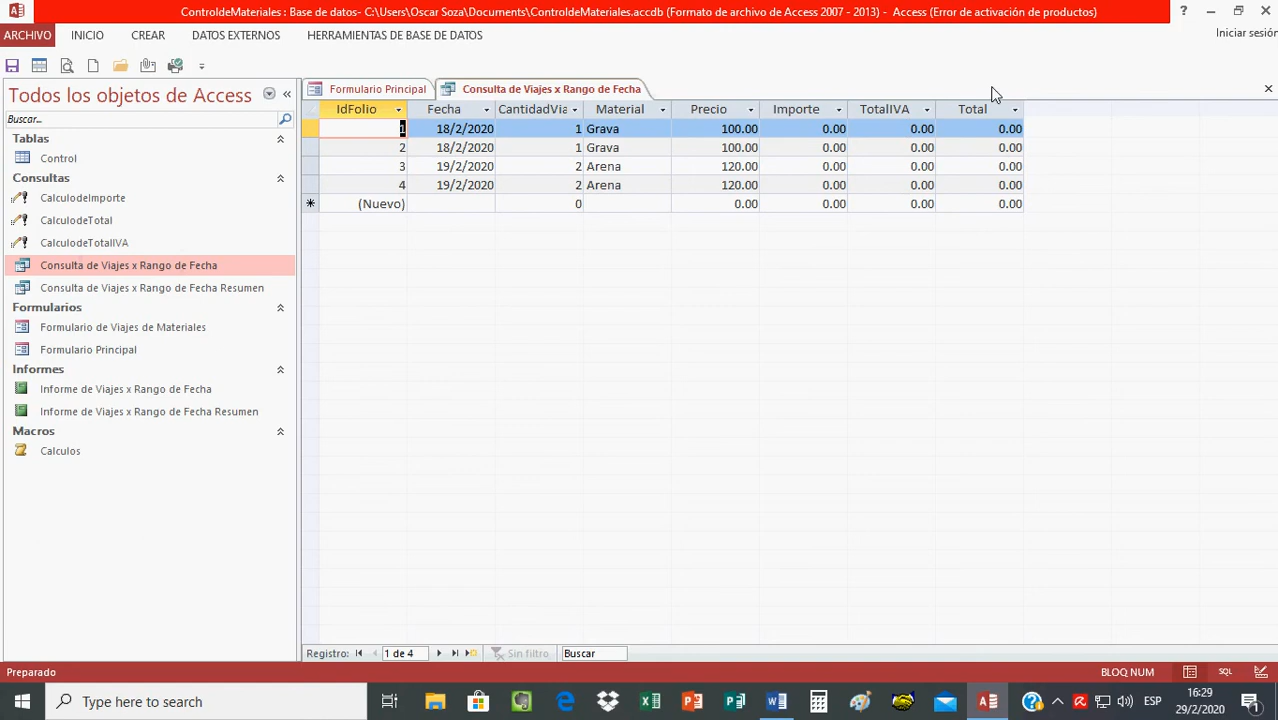 ControldeMateriales : Base de datos- C:\Users\Oscar Soza\Documents\ControldeMateriales.accdb (Formato de archivo de Access 2007 - 2013) - Access (Error de activación de productos)
ARCHIVO INICIO CREAR DATOS EXTERNOS HERRAMIENTAS DE BASE DE DATOS Iniciar sesión
Todos los objetos de Access
Buscar...
Tablas
Control
Consultas
CalculodeImporte
CalculodeTotal
CalculodeTotalIVA
Consulta de Viajes x Rango de Fecha
Consulta de Viajes x Rango de Fecha Resumen
Formularios
Formulario de Viajes de Materiales
Formulario Principal
Informes
Informe de Viajes x Rango de Fecha
Informe de Viajes x Rango de Fecha Resumen
Macros
Calculos
Formulario Principal Consulta de Viajes x Rango de Fecha
IdFolio Fecha CantidadVia Material Precio Importe TotalIVA Total
1 18/2/2020 1 Grava 100.00 0.00 0.00 0.00
2 18/2/2020 1 Grava 100.00 0.00 0.00 0.00
3 19/2/2020 2 Arena 120.00 0.00 0.00 0.00
4 19/2/2020 2 Arena 120.00 0.00 0.00 0.00
(Nuevo) 0 0.00 0.00 0.00 0.00
Registro: 1 de 4 Sin filtro Buscar
Preparado BLOQ NUM SQL
Type here to search ESP 16:29
29/2/2020